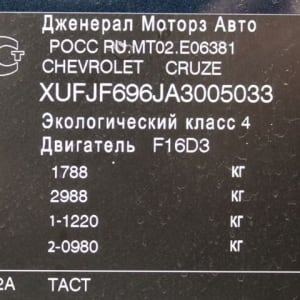 Дженерал Моторз Авто
РОСС RU.MT02.E06381
CHEVROLET CRUZE
XUFJF696JA3005033
Экологический класс 4
Двигатель F16D3
1788 кг
2988 кг
1-1220 кг
2-0980 кг
2A ТАСТ